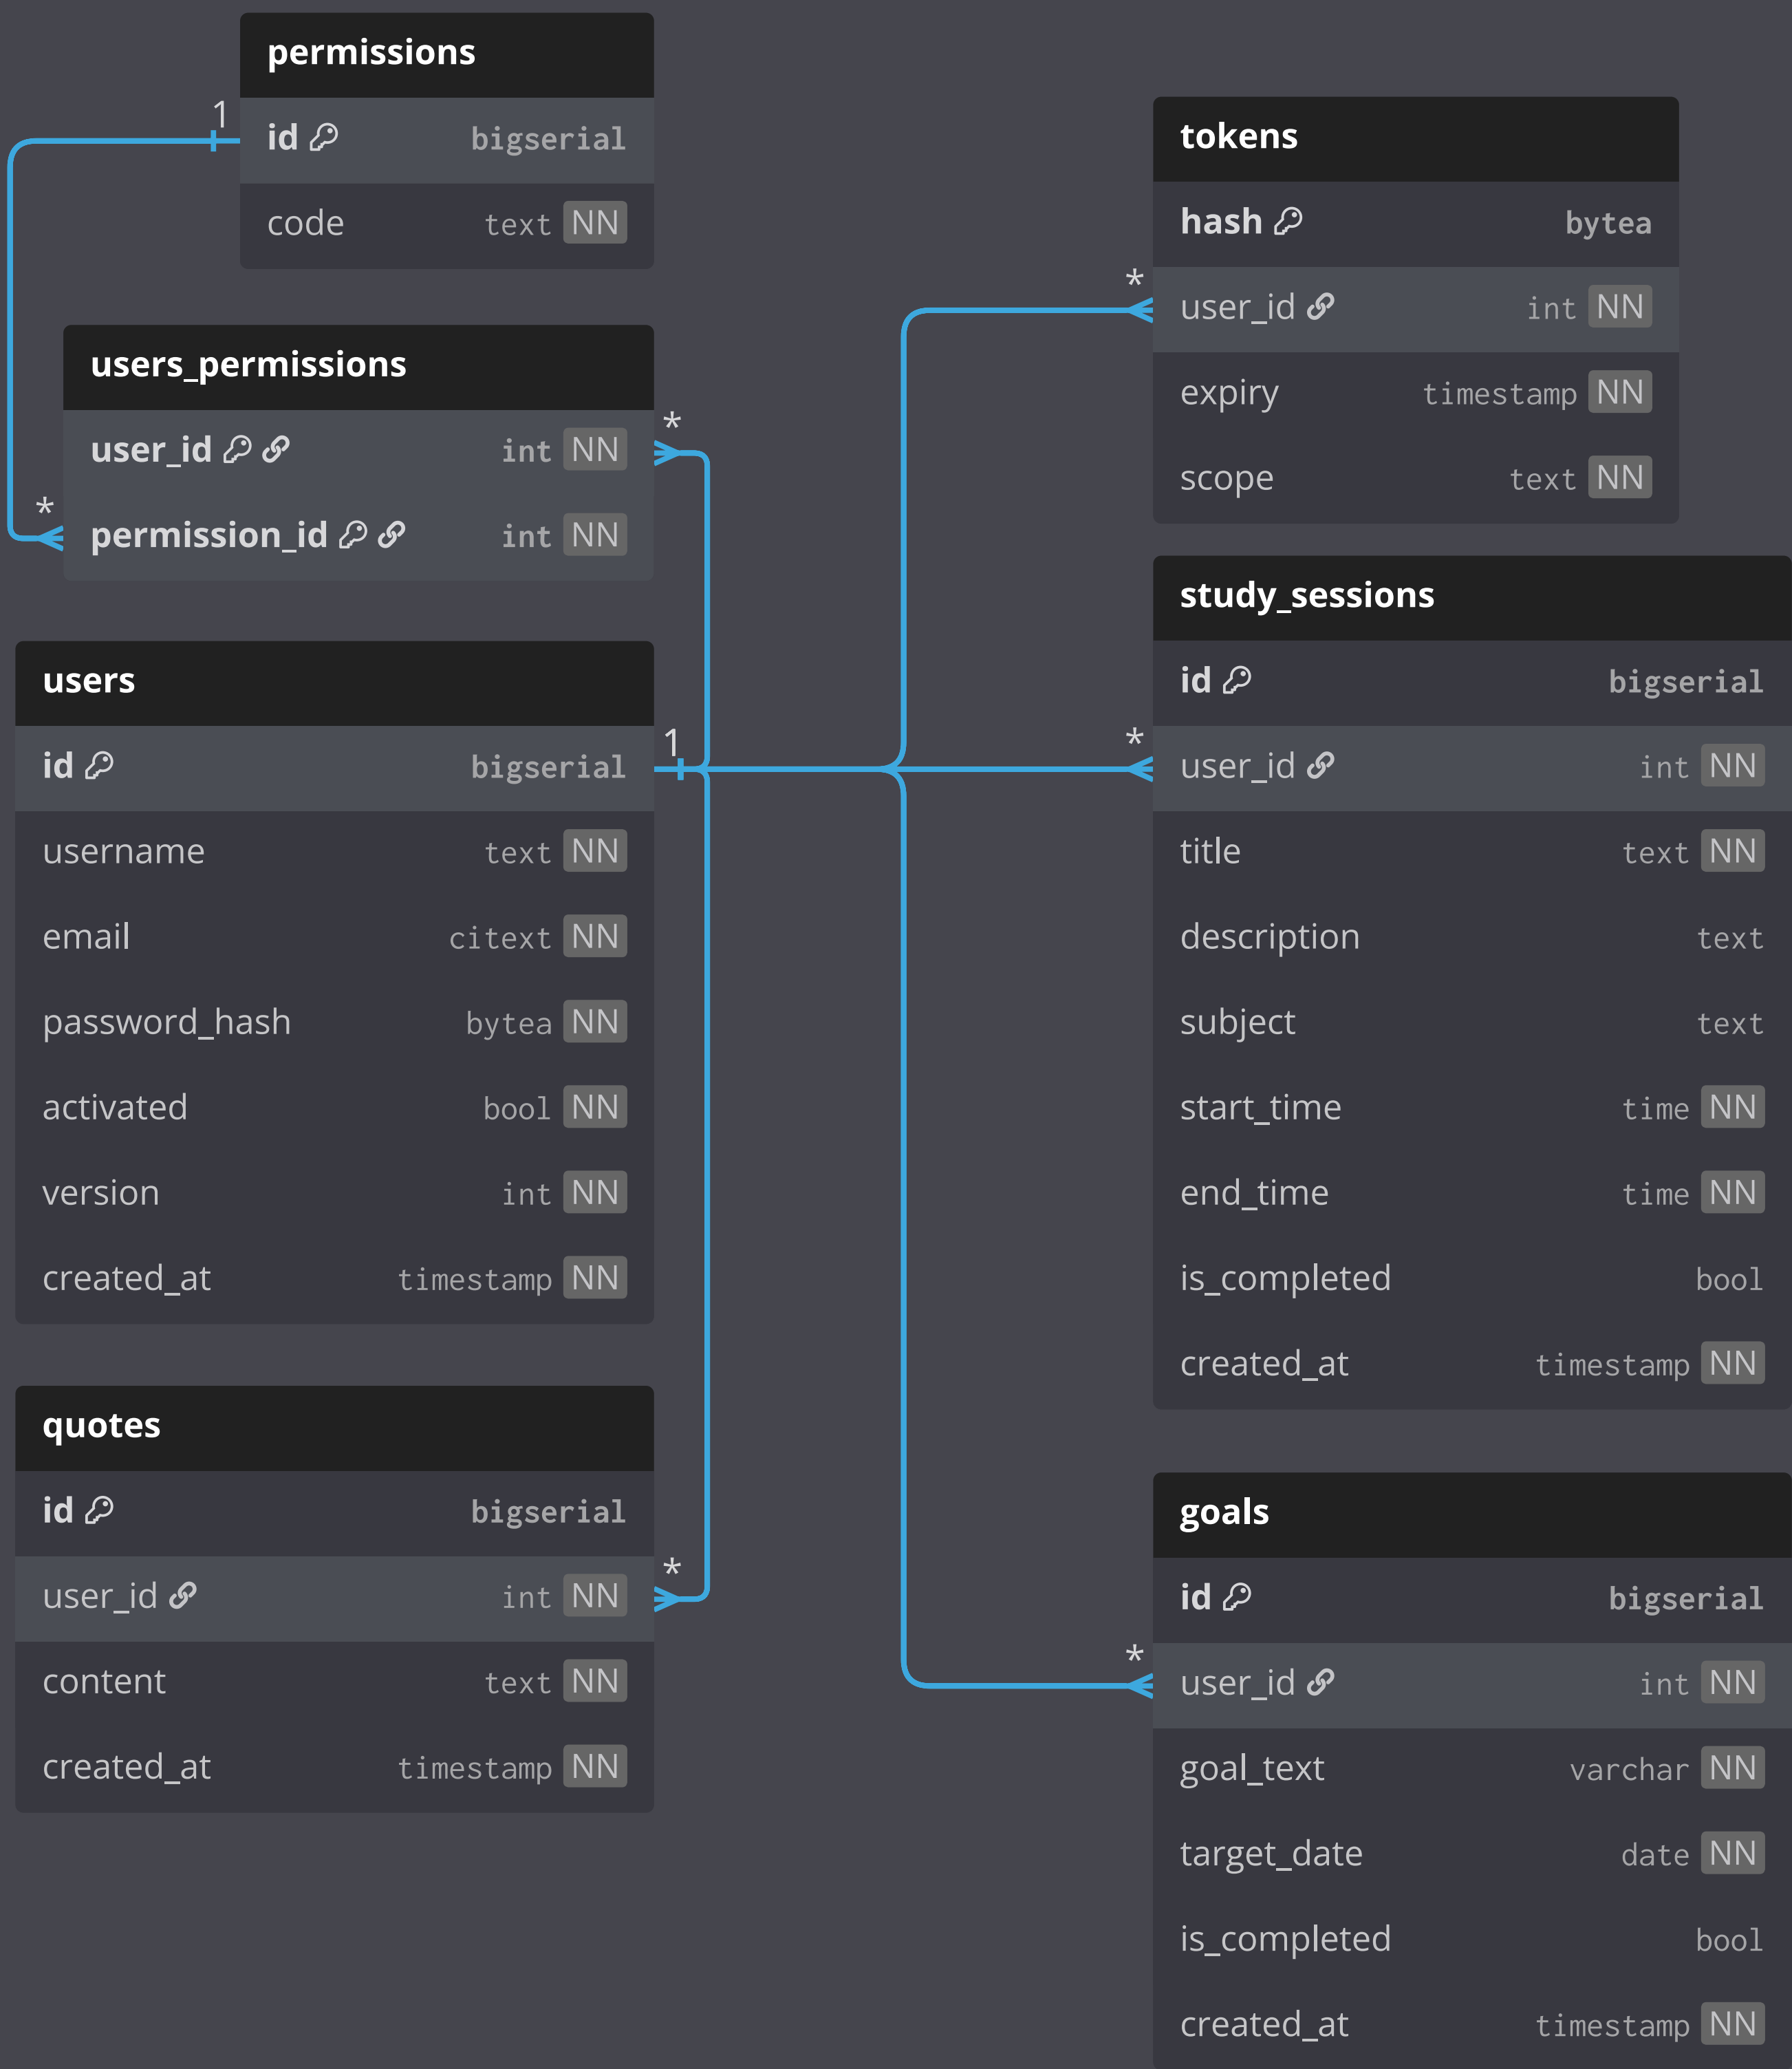 permissions
1
id bigserial
code text NN
users_permissions
*
user_id int NN
*
permission_id int NN
users
1
id bigserial
username text NN
email citext NN
password_hash bytea NN
activated bool NN
version int NN
created_at timestamp NN
quotes
id bigserial
*
user_id int NN
content text NN
created_at timestamp NN
tokens
hash bytea
*
user_id int NN
expiry timestamp NN
scope text NN
study_sessions
id bigserial
*
user_id int NN
title text NN
description text
subject text
start_time time NN
end_time time NN
is_completed bool
created_at timestamp NN
goals
id bigserial
*
user_id int NN
goal_text varchar NN
target_date date NN
is_completed bool
created_at timestamp NN